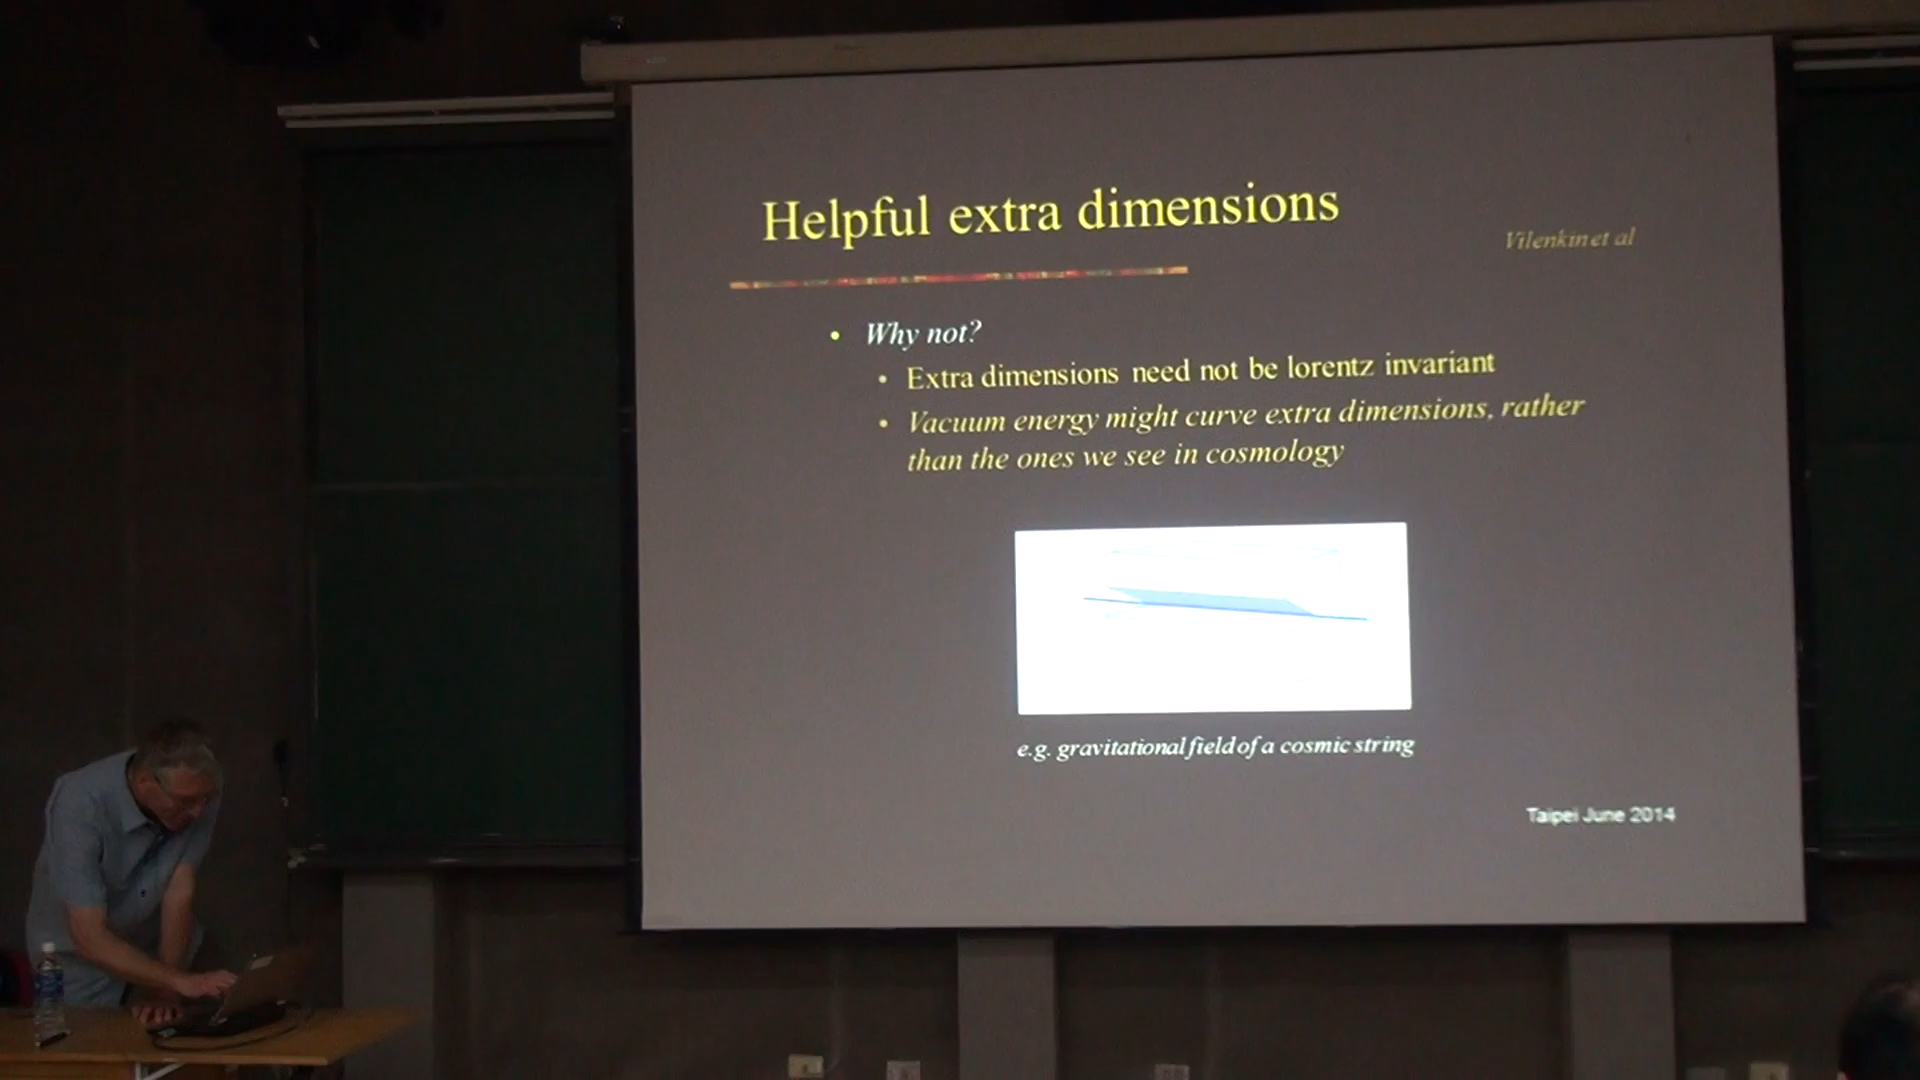 Helpful extra dimensions
Vilenkin et al
• Why not?
• Extra dimensions need not be lorentz invariant
• Vacuum energy might curve extra dimensions, rather
than the ones we see in cosmology
e.g. gravitational field of a cosmic string
Taipei June 2014